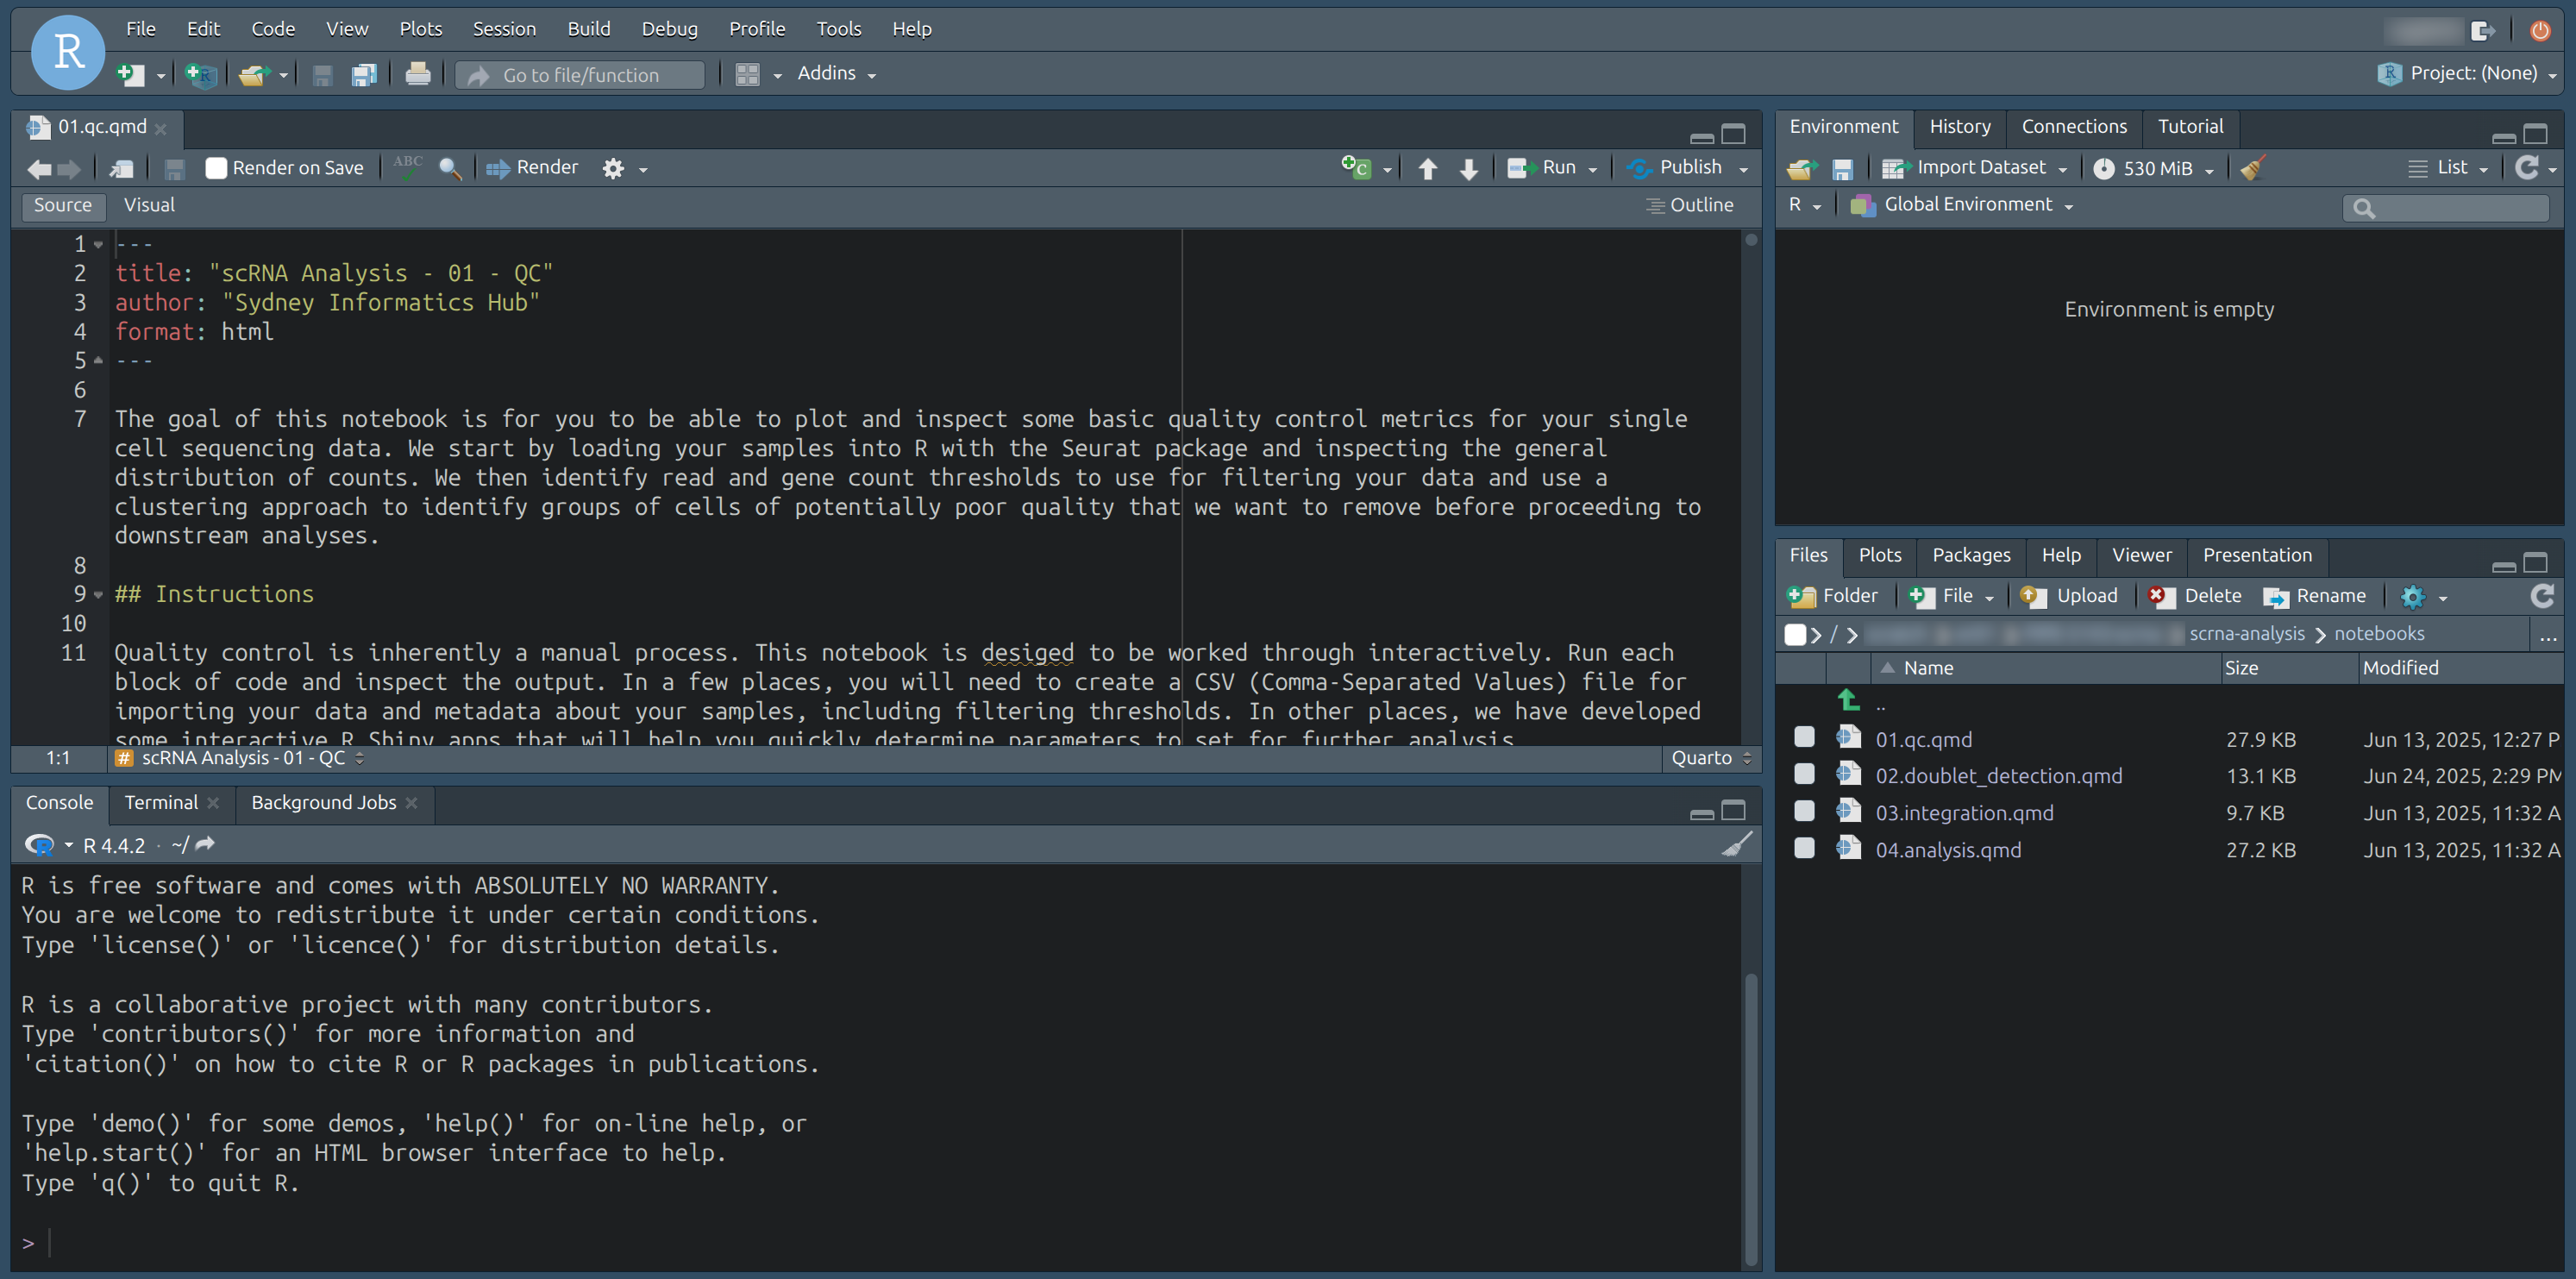 R
File Edit Code View Plots Session Build Debug Profile Tools Help
Go to file/function
Addins
Project: (None)
01.qc.qmd
Render on Save
ABC
Render
Run
Publish
Source Visual
Outline
1 ---
2 title: "scRNA Analysis - 01 - QC"
3 author: "Sydney Informatics Hub"
4 format: html
5 ---
6
7 The goal of this notebook is for you to be able to plot and inspect some basic quality control metrics for your single
cell sequencing data. We start by loading your samples into R with the Seurat package and inspecting the general
distribution of counts. We then identify read and gene count thresholds to use for filtering your data and use a
clustering approach to identify groups of cells of potentially poor quality that we want to remove before proceeding to
downstream analyses.
8
9 ## Instructions
10
11 Quality control is inherently a manual process. This notebook is desiged to be worked through interactively. Run each
block of code and inspect the output. In a few places, you will need to create a CSV (Comma-Separated Values) file for
importing your data and metadata about your samples, including filtering thresholds. In other places, we have developed
some interactive R Shiny apps that will help you quickly determine parameters to set for further analysis.
1:1 # scRNA Analysis - 01 - QC
Quarto
Console Terminal Background Jobs
R 4.4.2 · ~/
R is free software and comes with ABSOLUTELY NO WARRANTY.
You are welcome to redistribute it under certain conditions.
Type 'license()' or 'licence()' for distribution details.
R is a collaborative project with many contributors.
Type 'contributors()' for more information and
'citation()' on how to cite R or R packages in publications.
Type 'demo()' for some demos, 'help()' for on-line help, or
'help.start()' for an HTML browser interface to help.
Type 'q()' to quit R.
>
Environment History Connections Tutorial
Import Dataset
530 MiB
List
R
Global Environment
Environment is empty
Files Plots Packages Help Viewer Presentation
Folder File Upload Delete Rename
/ scrna-analysis notebooks ...
Name Size Modified
..
01.qc.qmd 27.9 KB Jun 13, 2025, 12:27 P
02.doublet_detection.qmd 13.1 KB Jun 24, 2025, 2:29 PM
03.integration.qmd 9.7 KB Jun 13, 2025, 11:32 A
04.analysis.qmd 27.2 KB Jun 13, 2025, 11:32 A